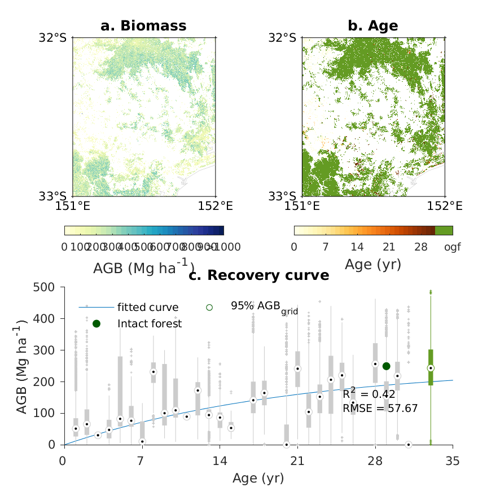 a. Biomass
b. Age
32°S
32°S
33°S
33°S
151°E
152°E
151°E
152°E
0 100 200 300 400 500 600 700 800 900 >1000
AGB (Mg ha-1)
0 7 14 21 28 ogf
Age (yr)
c. Recovery curve
500
400
300
200
100
0
AGB (Mg ha-1)
fitted curve
95% AGBgrid
Intact forest
R2 = 0.42
RMSE = 57.67
0 7 14 21 28 35
Age (yr)